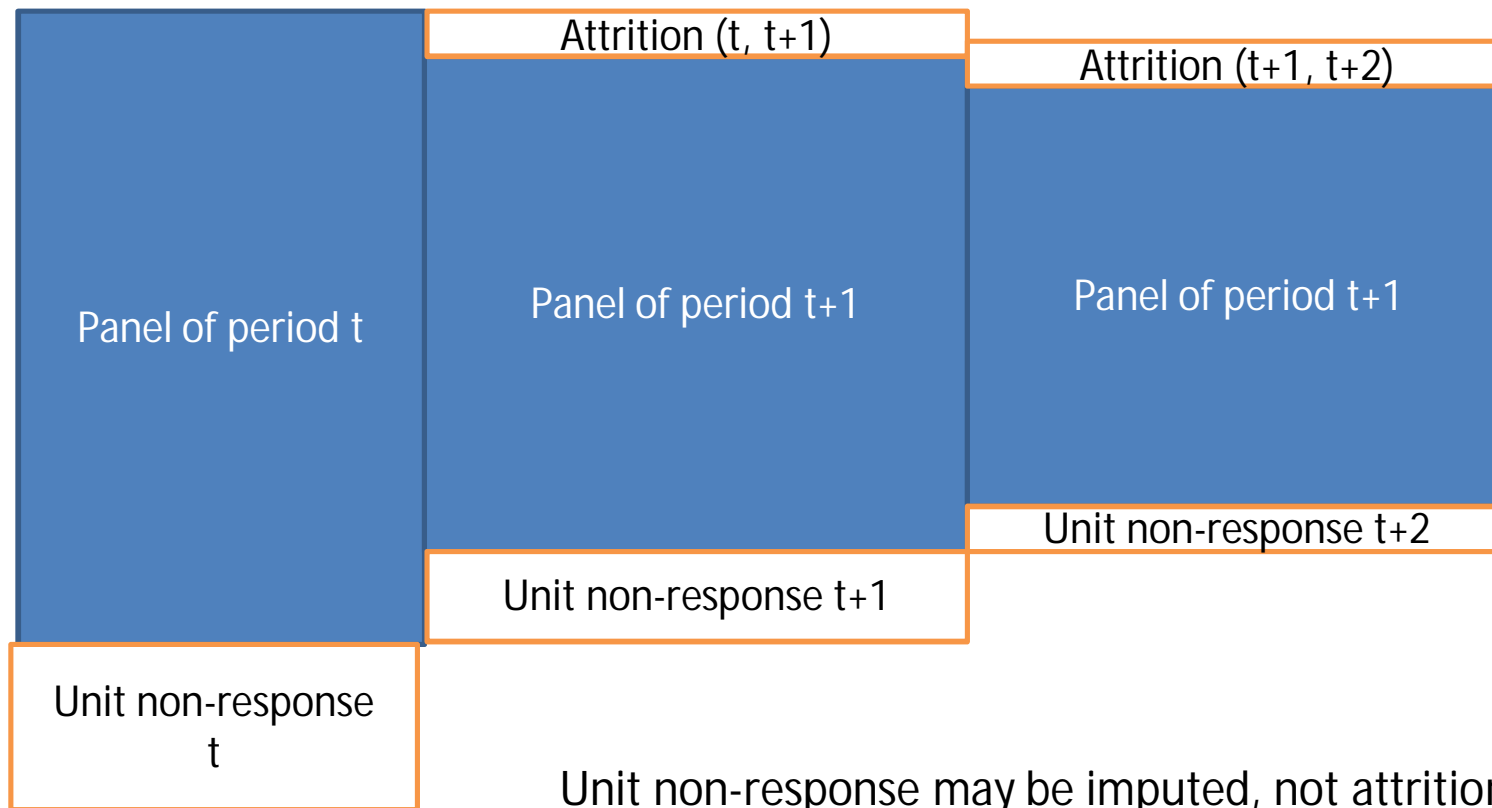 Attrition (t, t+1)
Attrition (t+1, t+2)
Panel of period t
Panel of period t+1
Panel of period t+1
Unit non-response t+2
Unit non-response t+1
Unit non-response
t
Unit non-response may be imputed, not attrition